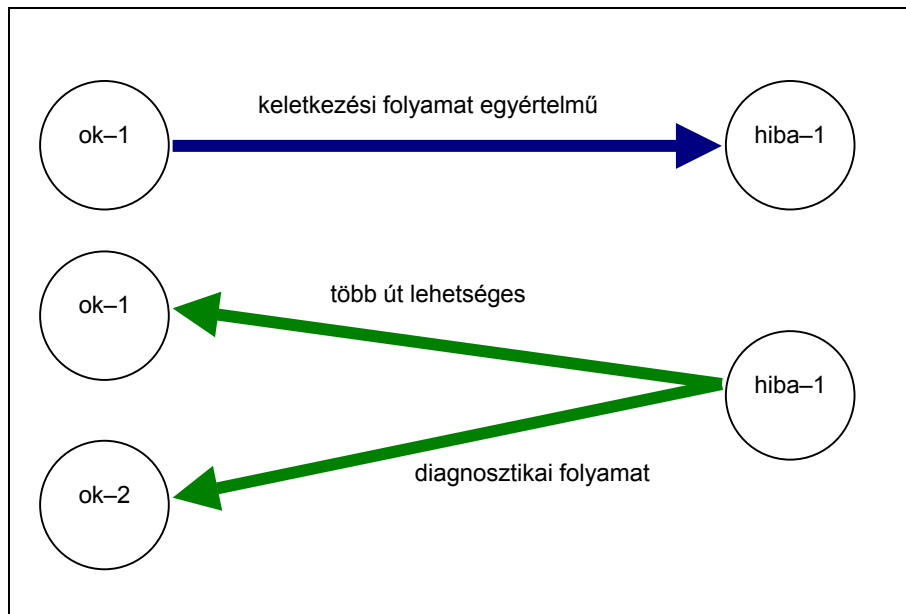 keletkezési folyamat egyértelmű
ok–1
hiba–1
több út lehetséges
ok–1
hiba–1
diagnosztikai folyamat
ok–2